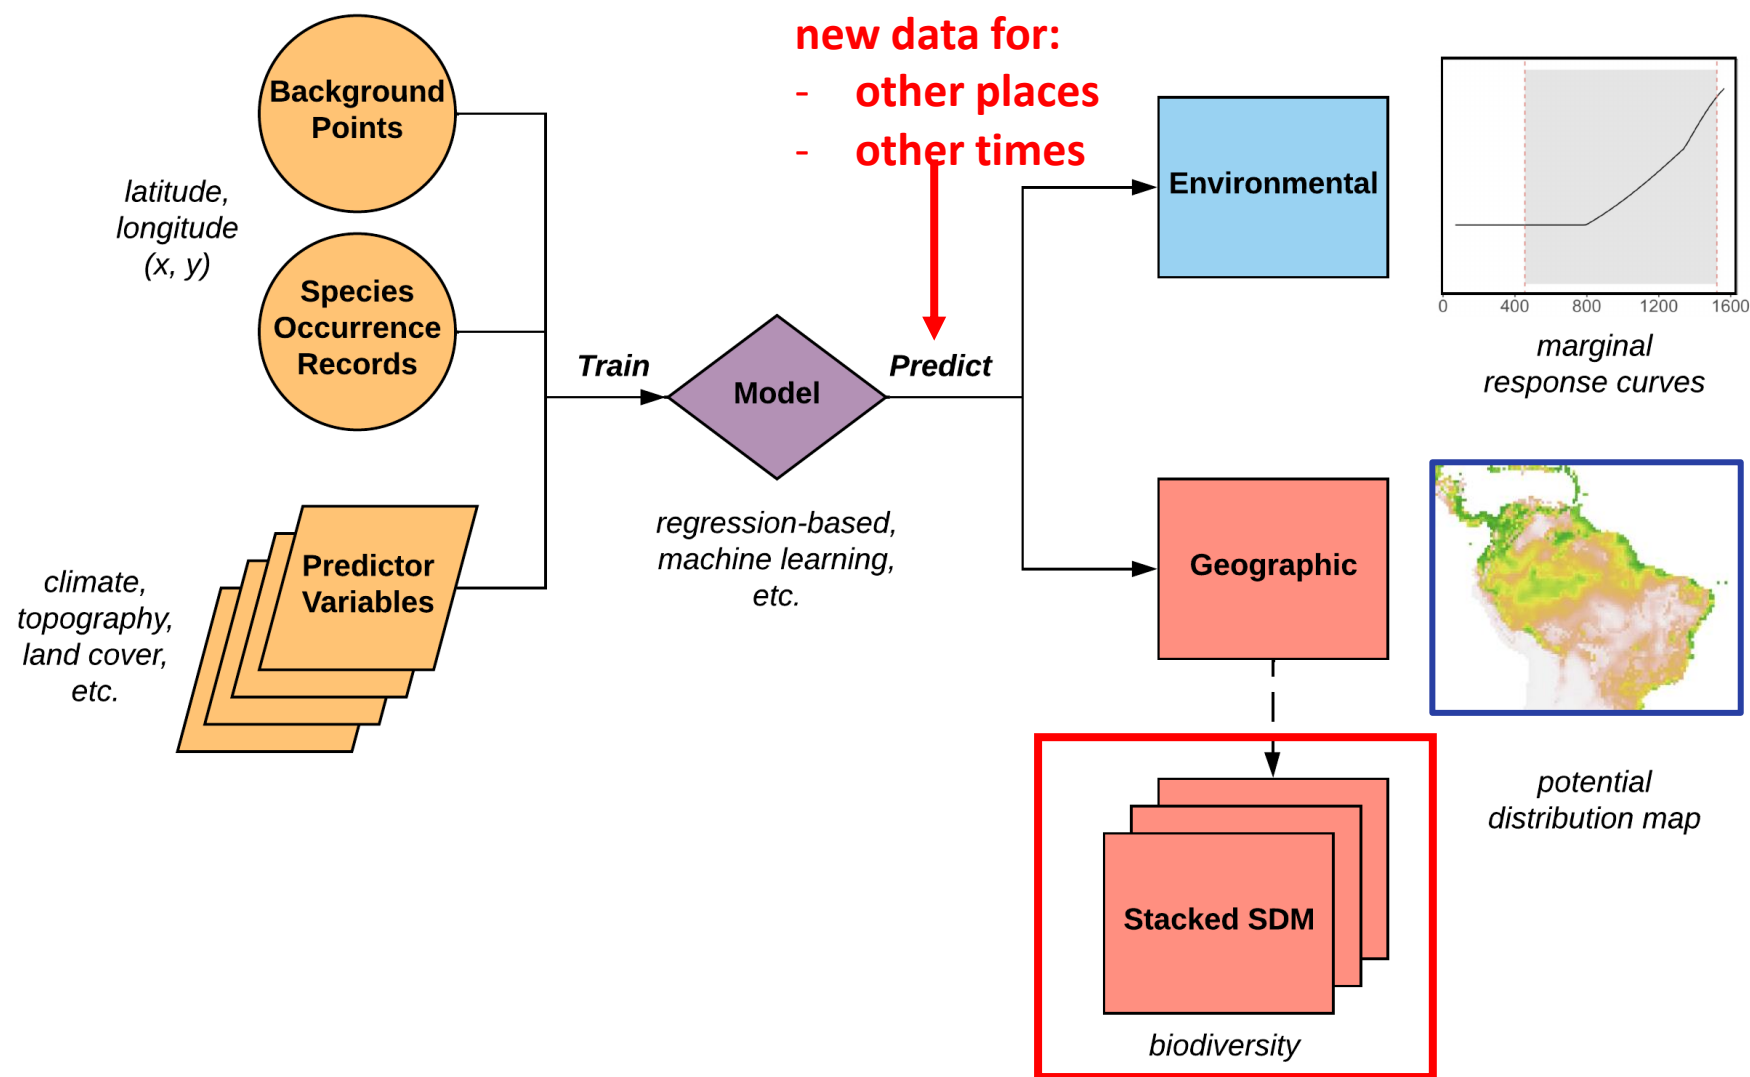 new data for:
- other places
- other times
Background
Points
latitude,
longitude
(x, y)
Species
Occurrence
Records
Predictor
Variables
climate,
topography,
land cover,
etc.
Train
Model
regression-based,
machine learning,
etc.
Predict
Environmental
0 400 800 1200 1600
marginal
response curves
Geographic
potential
distribution map
Stacked SDM
biodiversity